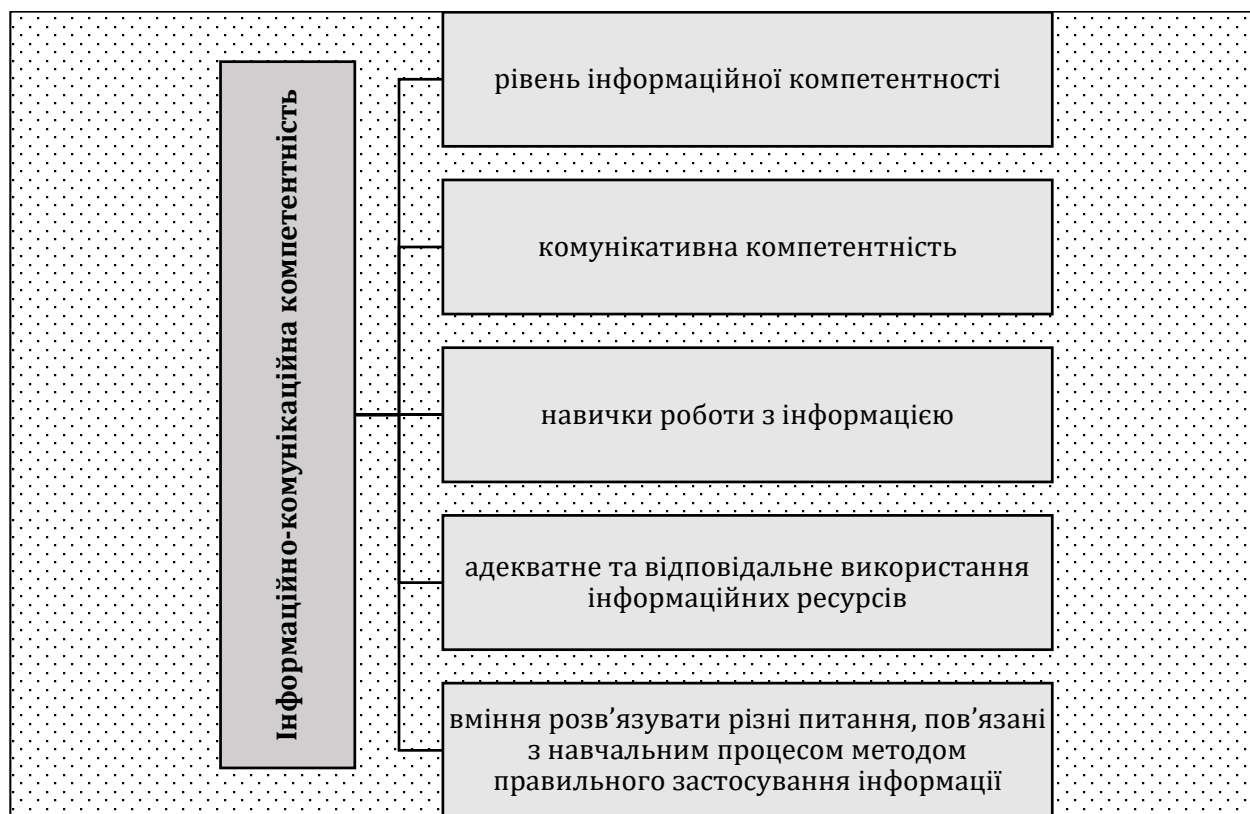 Інформаційно-комунікаційна компетентність
рівень інформаційної компетентності
комунікативна компетентність
навички роботи з інформацією
адекватне та відповідальне використання
інформаційних ресурсів
вміння розв’язувати різні питання, пов’язані
з навчальним процесом методом
правильного застосування інформації